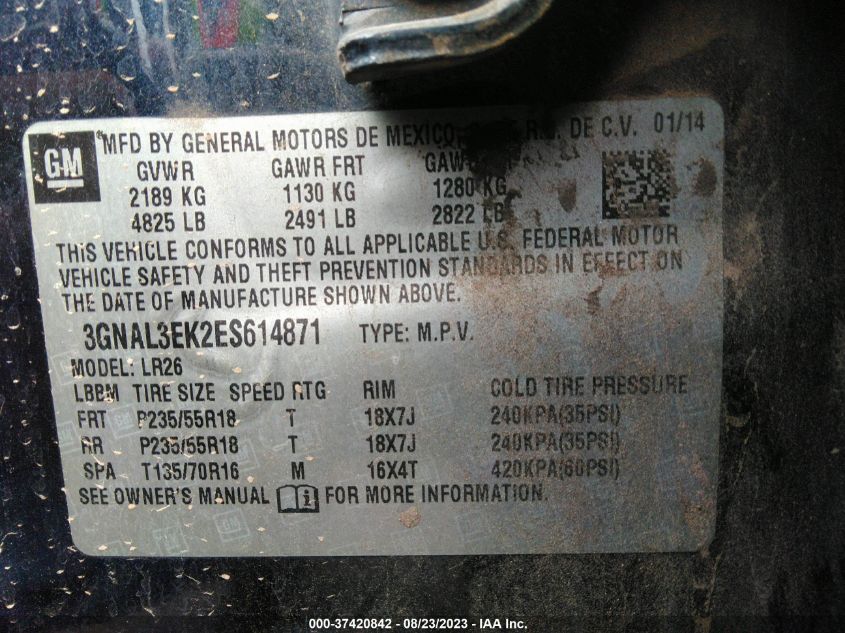 GM
MFD BY GENERAL MOTORS DE MEXICO, R.L. DE C.V. 01/14
GVWR GAWR FRT
2189 KG 1130 KG 1280 KG
4825 LB 2491 LB 2822 LB
THIS VEHICLE CONFORMS TO ALL APPLICABLE U.S. FEDERAL MOTOR
VEHICLE SAFETY AND THEFT PREVENTION STANDARDS IN EFFECT ON
THE DATE OF MANUFACTURE SHOWN ABOVE.
3GNAL3EK2ES614871 TYPE: M.P.V.
MODEL: LR26
LBBM TIRE SIZE SPEED RTG RIM COLD TIRE PRESSURE
FRT P235/55R18 T 18X7J 240KPA(35PSI)
RR P235/55R18 T 18X7J 240KPA(35PSI)
SPA T135/70R16 M 16X4T 420KPA(60PSI)
SEE OWNER'S MANUAL FOR MORE INFORMATION.
000-37420842 - 08/23/2023 - IAA Inc.